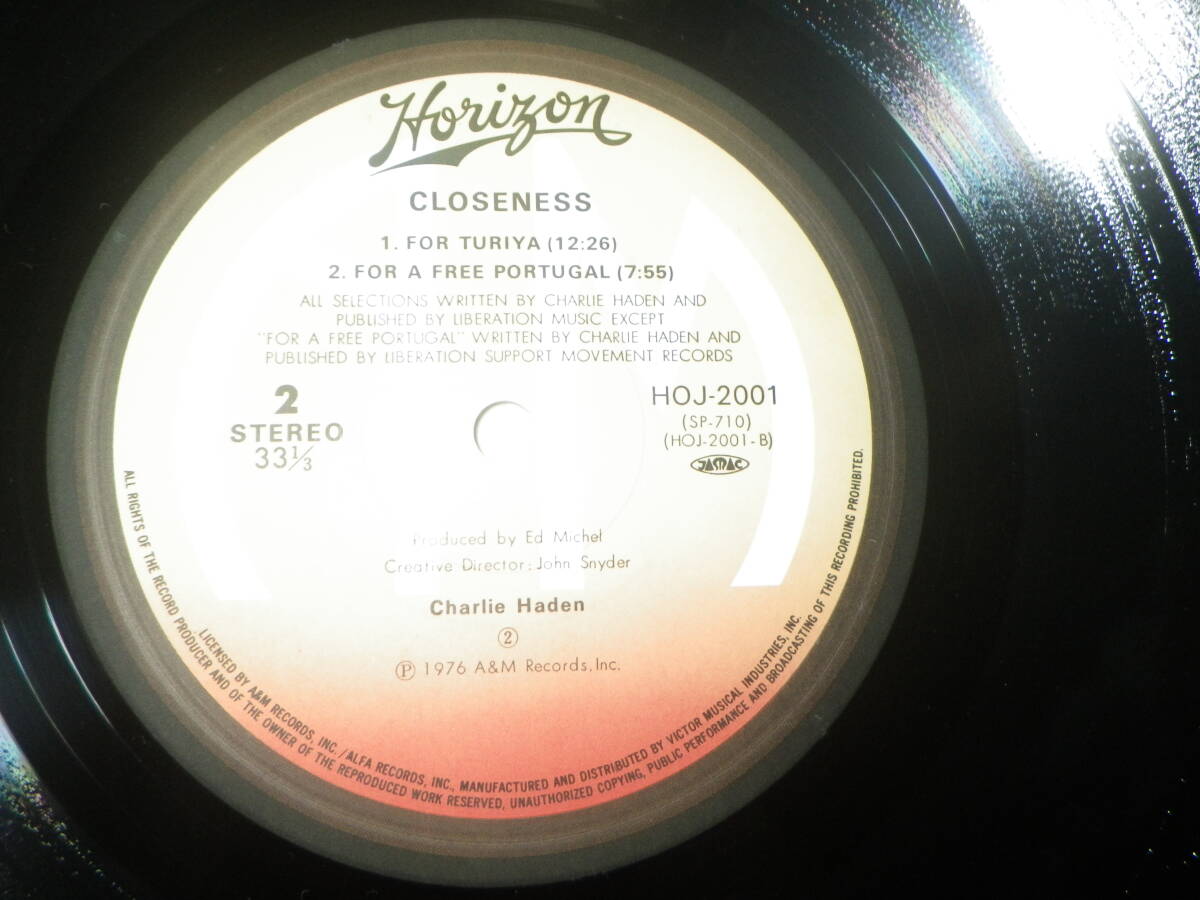 Horizon
CLOSENESS
1. FOR TURIYA (12:26)
2. FOR A FREE PORTUGAL (7:55)
ALL SELECTIONS WRITTEN BY CHARLIE HADEN AND
PUBLISHED BY LIBERATION MUSIC EXCEPT
"FOR A FREE PORTUGAL" WRITTEN BY CHARLIE HADEN AND
PUBLISHED BY LIBERATION SUPPORT MOVEMENT RECORDS
2
STEREO
33⅓
HOJ-2001
(SP-710)
(HOJ-2001-B)
JASRAC
Produced by Ed Michel
Creative Director: John Snyder
Charlie Haden
②
Ⓟ 1976 A&M Records, Inc.
ALL RIGHTS OF THE RECORD PRODUCER AND OF THE OWNER OF THE REPRODUCED WORK RESERVED, UNAUTHORIZED COPYING, PUBLIC PERFORMANCE AND BROADCASTING OF THIS RECORDING PROHIBITED.
LICENSED BY A&M RECORDS, INC. / ALFA RECORDS, INC., MANUFACTURED AND DISTRIBUTED BY VICTOR MUSICAL INDUSTRIES, INC.